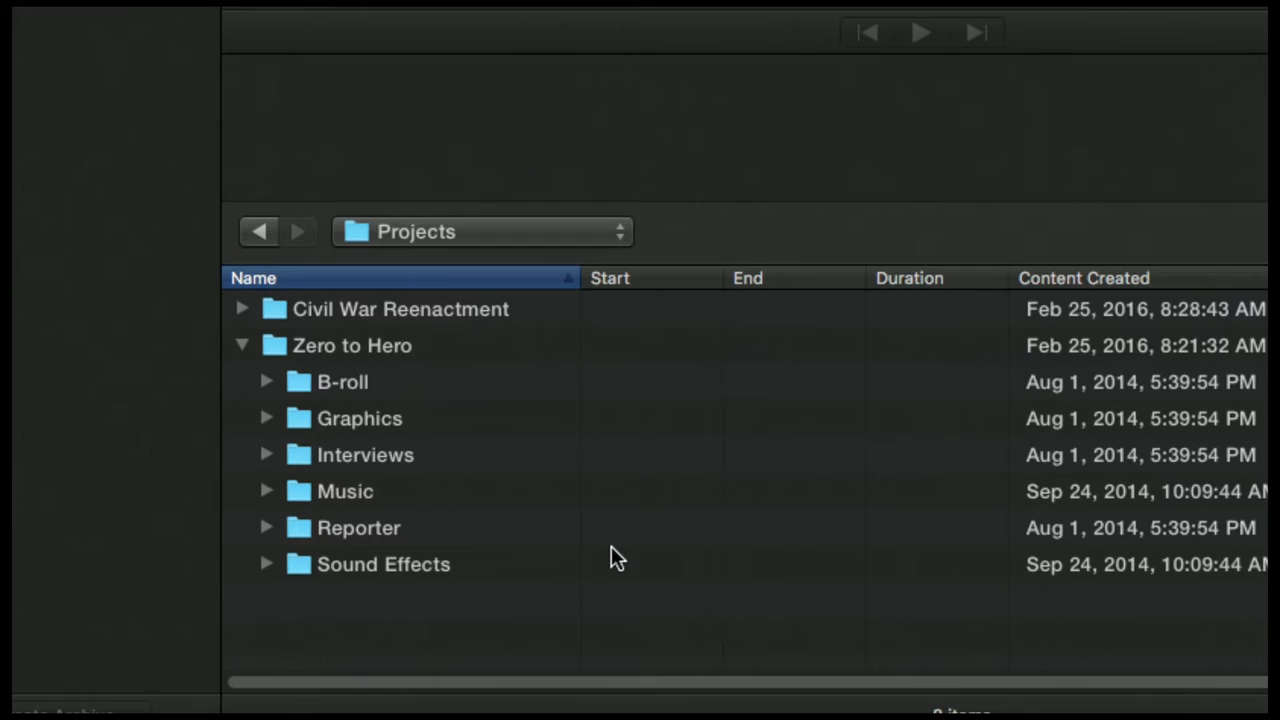 Projects
Name Start End Duration Content Created
Civil War Reenactment Feb 25, 2016, 8:28:43 AM
Zero to Hero Feb 25, 2016, 8:21:32 AM
B-roll Aug 1, 2014, 5:39:54 PM
Graphics Aug 1, 2014, 5:39:54 PM
Interviews Aug 1, 2014, 5:39:54 PM
Music Sep 24, 2014, 10:09:44 AM
Reporter Aug 1, 2014, 5:39:54 PM
Sound Effects Sep 24, 2014, 10:09:44 AM